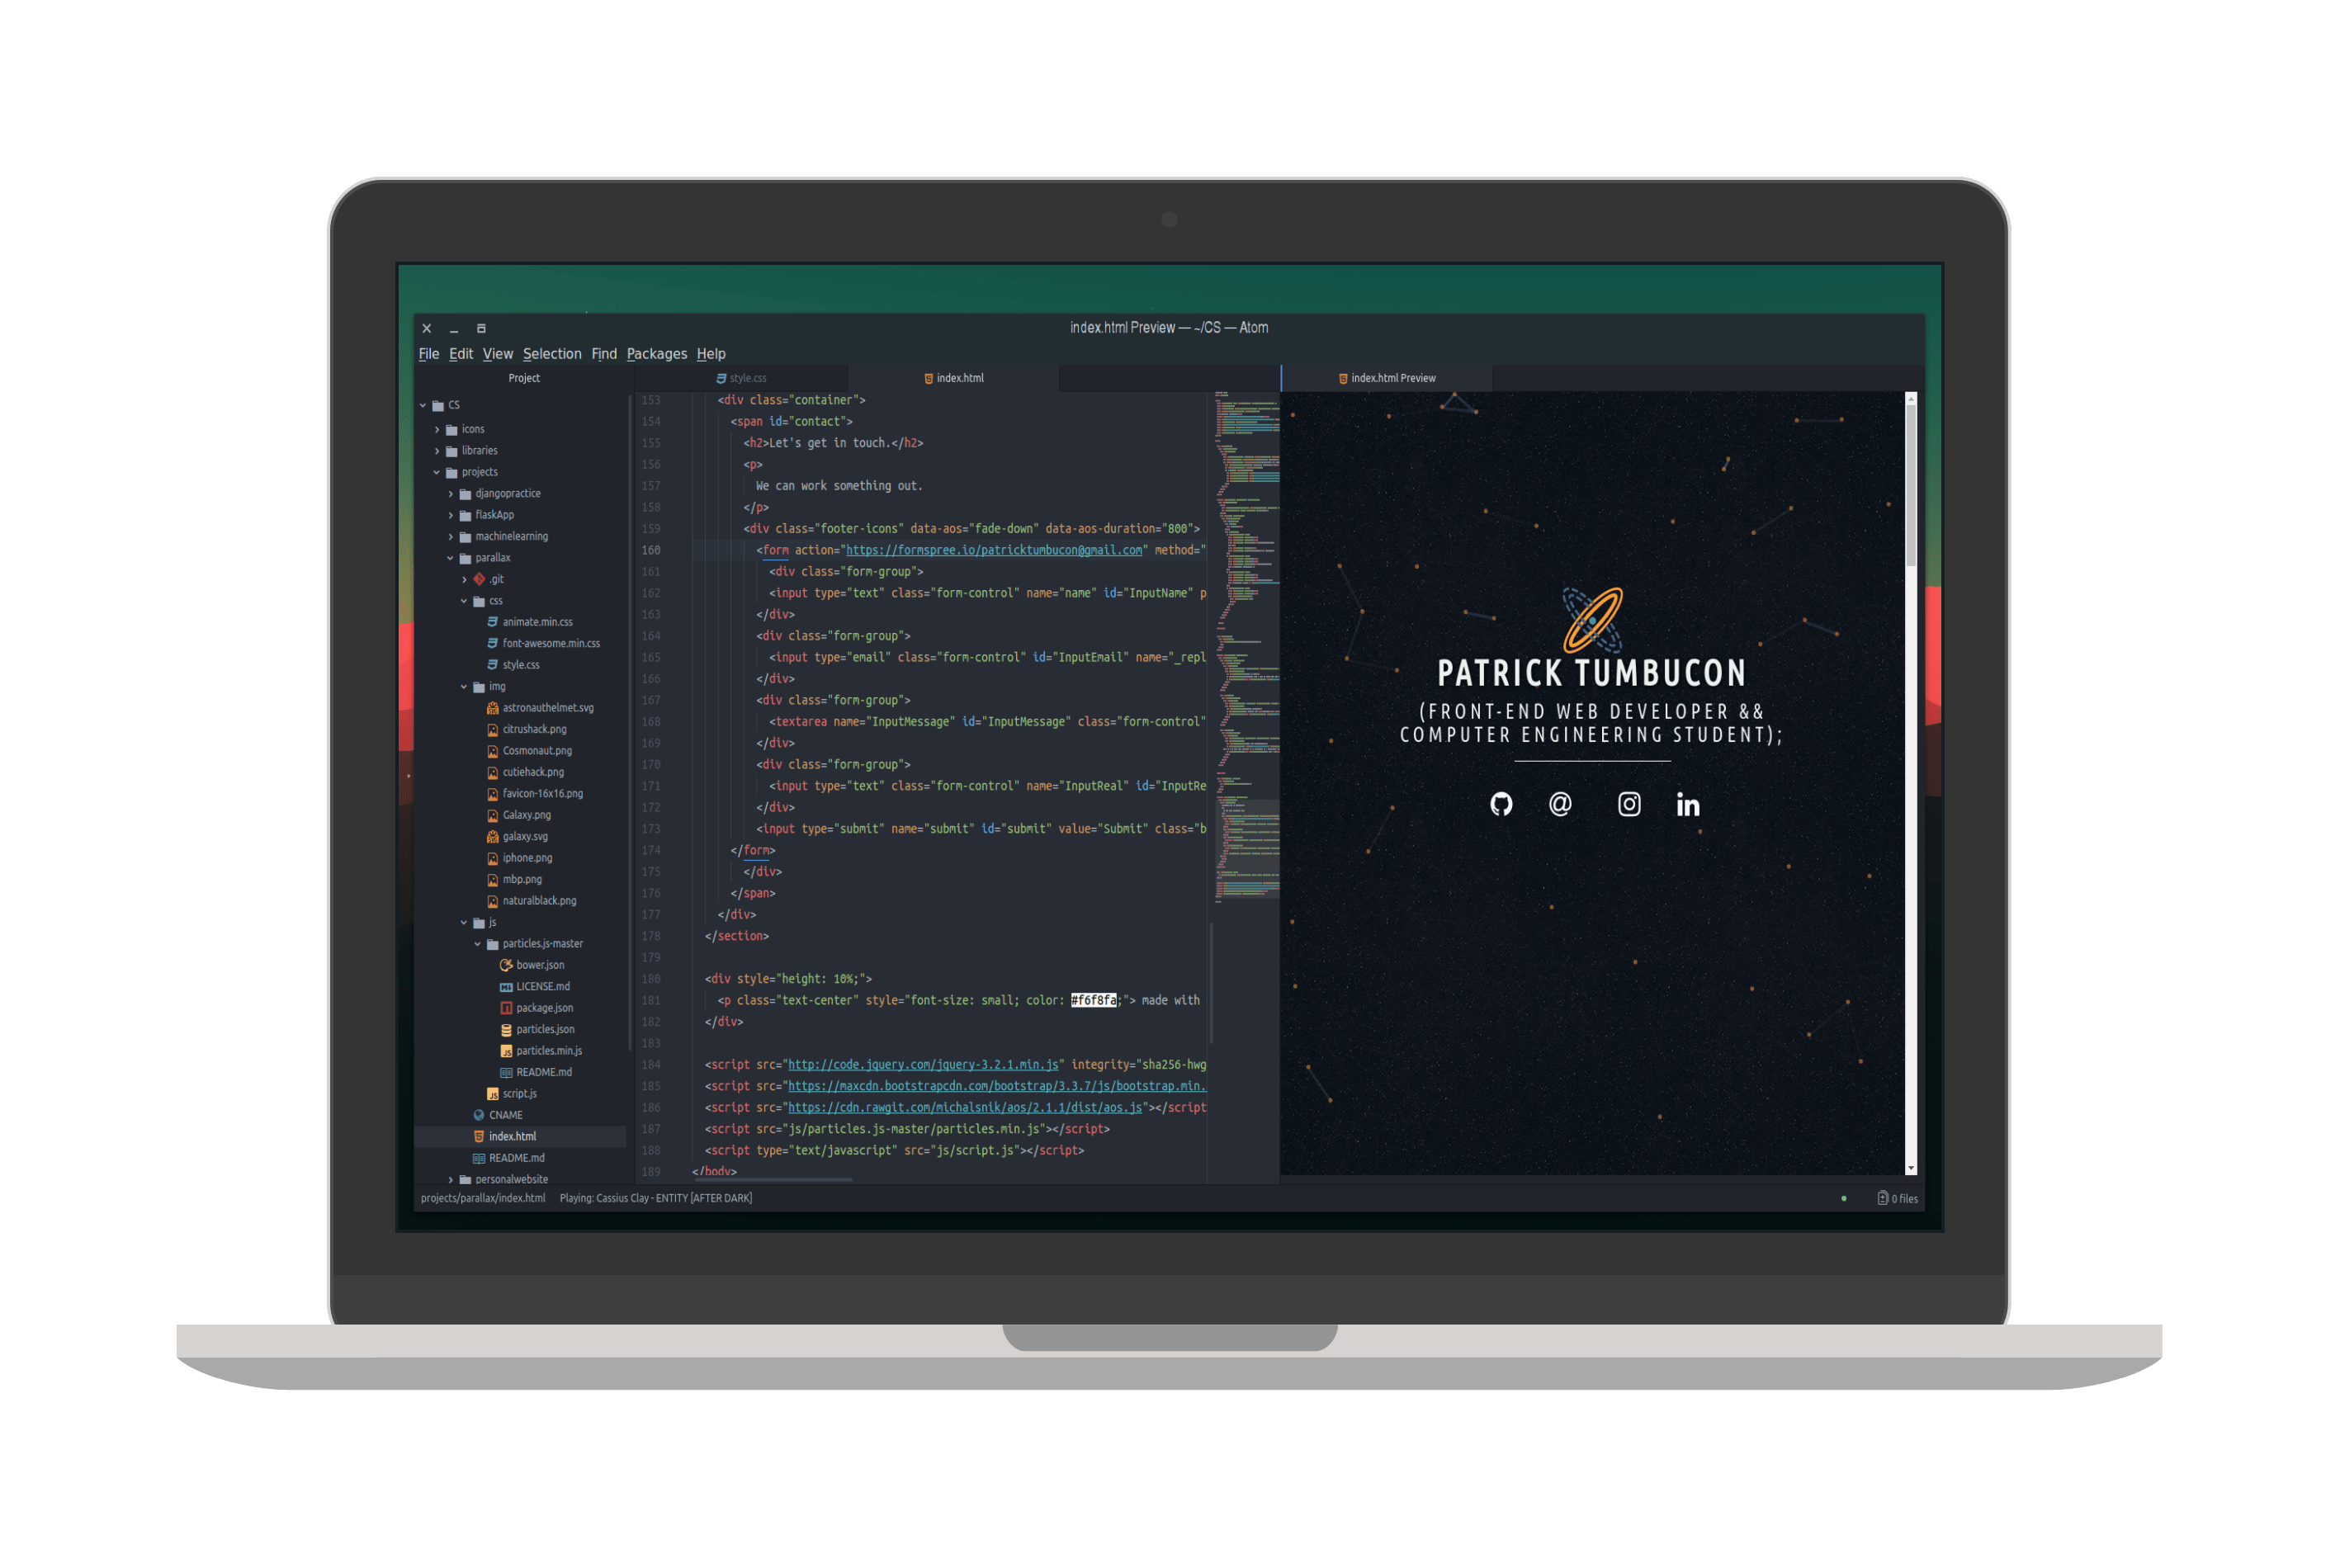 index.html Preview — ~/CS — Atom
File Edit View Selection Find Packages Help
Project
style.css
index.html
index.html Preview
CS
icons
libraries
projects
djangopractice
flaskApp
machinelearning
parallax
.git
css
animate.min.css
font-awesome.min.css
style.css
img
astronauthelmet.svg
citrushack.png
Cosmonaut.png
cutiehack.png
favicon-16x16.png
Galaxy.png
galaxy.svg
iphone.png
mbp.png
naturalblack.png
js
particles.js-master
bower.json
LICENSE.md
package.json
particles.json
particles.min.js
README.md
script.js
CNAME
index.html
README.md
personalwebsite
153 <div class="container">
154 <span id="contact">
155 <h2>Let's get in touch.</h2>
156 <p>
157 We can work something out.
158 </p>
159 <div class="footer-icons" data-aos="fade-down" data-aos-duration="800">
160 <form action="https://formspree.io/patricktumbucon@gmail.com" method="
161 <div class="form-group">
162 <input type="text" class="form-control" name="name" id="InputName" p
163 </div>
164 <div class="form-group">
165 <input type="email" class="form-control" id="InputEmail" name="_repl
166 </div>
167 <div class="form-group">
168 <textarea name="InputMessage" id="InputMessage" class="form-control"
169 </div>
170 <div class="form-group">
171 <input type="text" class="form-control" name="InputReal" id="InputRe
172 </div>
173 <input type="submit" name="submit" id="submit" value="Submit" class="b
174 </form>
175 </div>
176 </span>
177 </div>
178 </section>
179
180 <div style="height: 10%;">
181 <p class="text-center" style="font-size: small; color: #f6f8fa;"> made with
182 </div>
183
184 <script src="http://code.jquery.com/jquery-3.2.1.min.js" integrity="sha256-hwg
185 <script src="https://maxcdn.bootstrapcdn.com/bootstrap/3.3.7/js/bootstrap.min.
186 <script src="https://cdn.rawgit.com/michalsnik/aos/2.1.1/dist/aos.js"></script
187 <script src="js/particles.js-master/particles.min.js"></script>
188 <script type="text/javascript" src="js/script.js"></script>
189 </body>
PATRICK TUMBUCON
(FRONT-END WEB DEVELOPER &&
COMPUTER ENGINEERING STUDENT);
projects/parallax/index.html Playing: Cassius Clay - ENTITY [AFTER DARK]
0 files